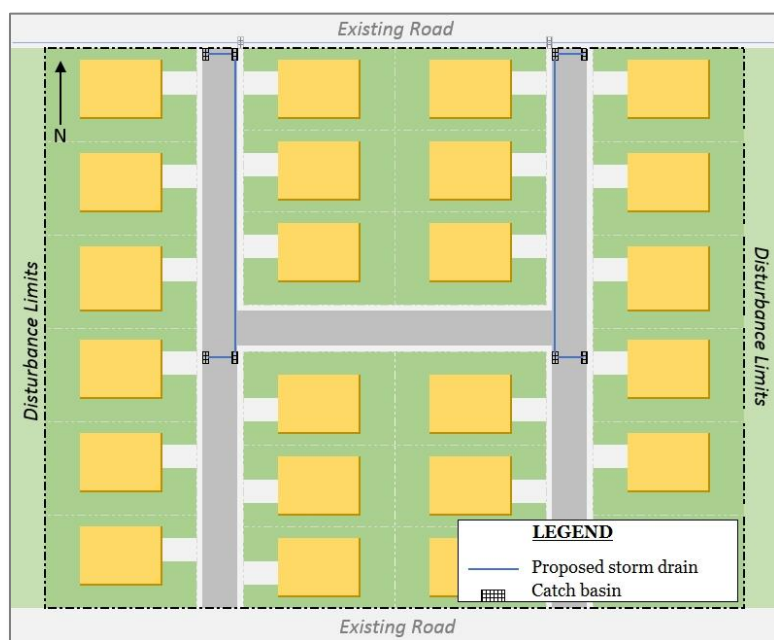 Existing Road
N
Disturbance Limits
Disturbance Limits
LEGEND
Proposed storm drain
Catch basin
Existing Road